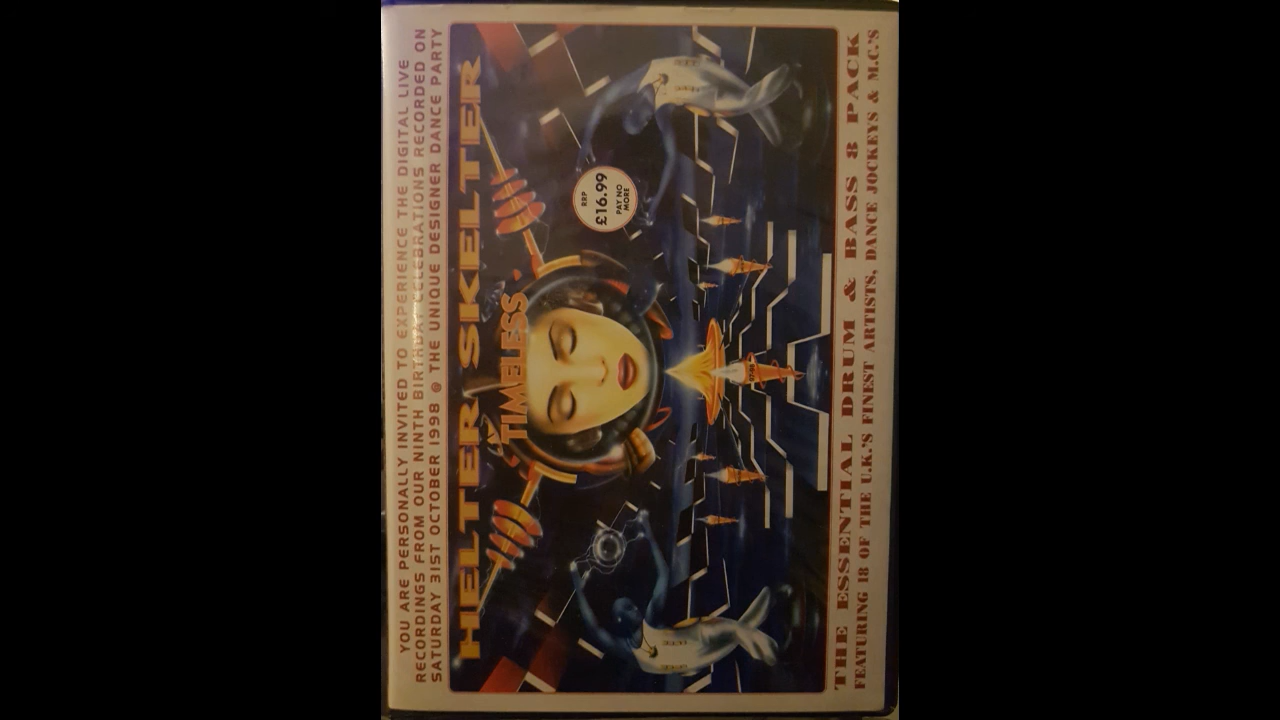 YOU ARE PERSONALLY INVITED TO EXPERIENCE THE DIGITAL LIVE
RECORDINGS FROM OUR NINTH BIRTHDAY CELEBRATIONS RECORDED ON
SATURDAY 31ST OCTOBER 1998 @ THE UNIQUE DESIGNER DANCE PARTY
HELTER SKELTER
TIMELESS
RRP
£16.99
PAY NO
MORE
THE ESSENTIAL DRUM & BASS 8 PACK
FEATURING 18 OF THE U.K.'S FINEST ARTISTS, DANCE JOCKEYS & M.C.'S